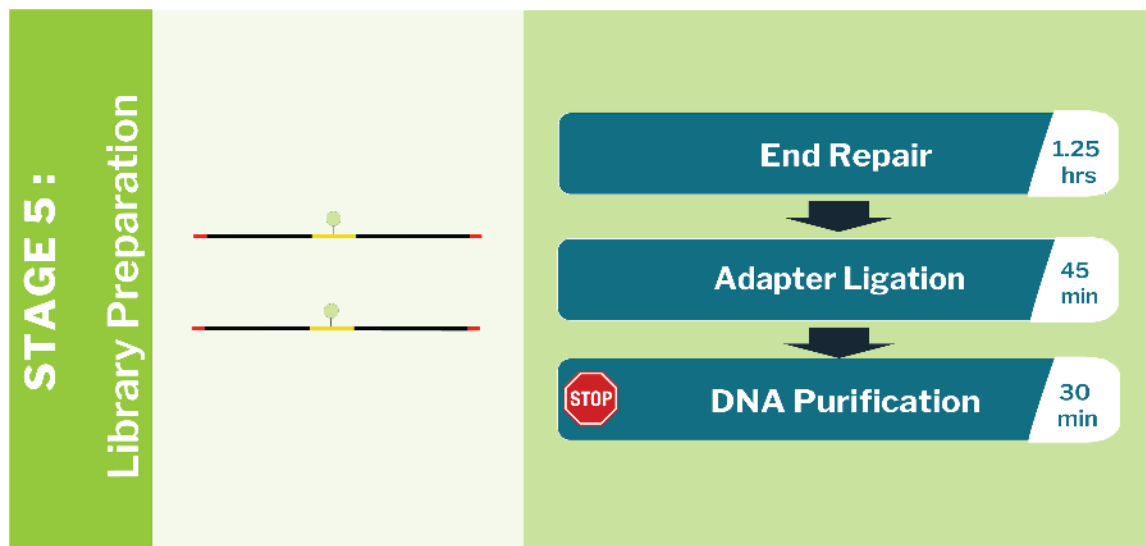 STAGE 5:
Library Preparation
End Repair
1.25
hrs
Adapter Ligation
45
min
STOP
DNA Purification
30
min